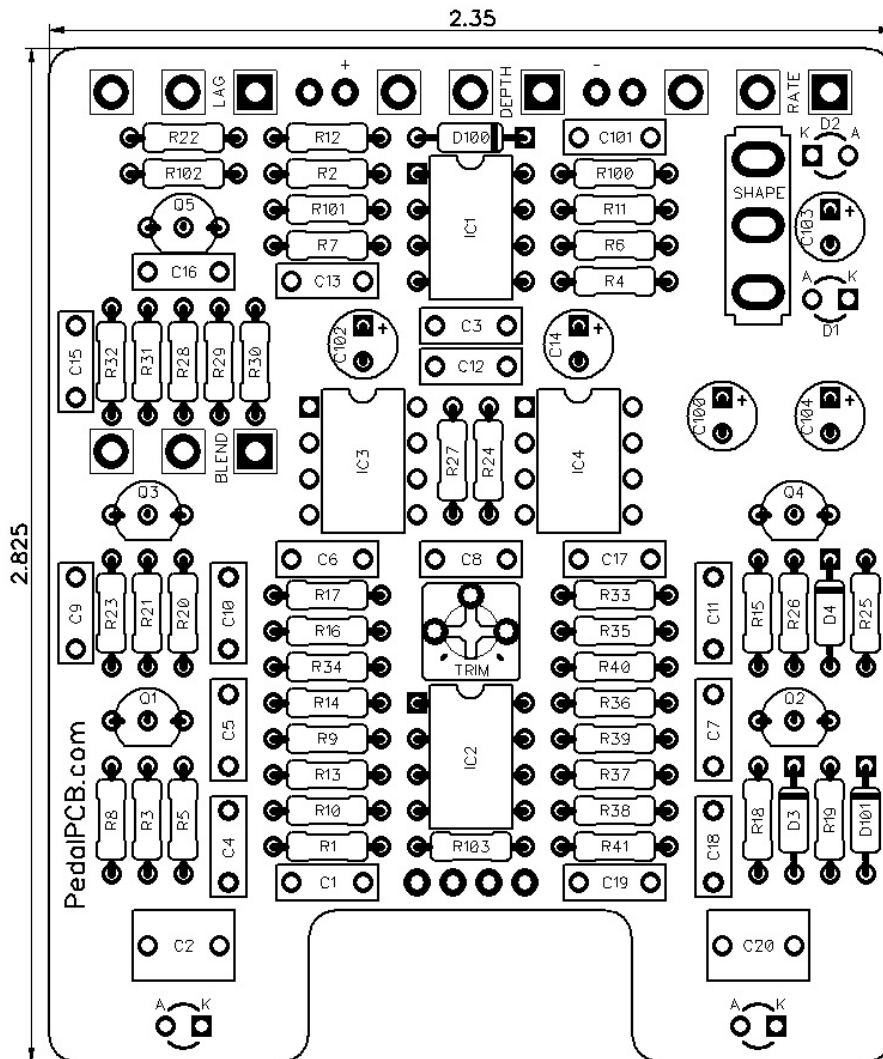 2.35
LAG + DEPTH - RATE
D2
K A
R22 R12 D100 C101
R102 R2 R100
SHAPE
Q5 R101 IC1 R11 C103 +
R7 R6
C16 C13 R4
A K
D1
C15 R32 R31 R28 R29 R30 C102 + C3 C14 +
C12
C100 + C104 +
BLEND IC3 R27 R24 IC4
Q3 Q4
2.825
C6 C8 C17
C9 R23 R21 R20 C10 R17 R33 C11 R15 R26 D4 R25
R16 R35
R34 TRIM R40
Q1 R14 R36 Q2
C5 R9 IC2 R39 C7
R13 R37
R8 R3 R5 R10 R38 R18 D3 R19 D101
C4 R1 R103 R41 C18
PedalPCB.com
C1 C19
C2 C20
A K A K